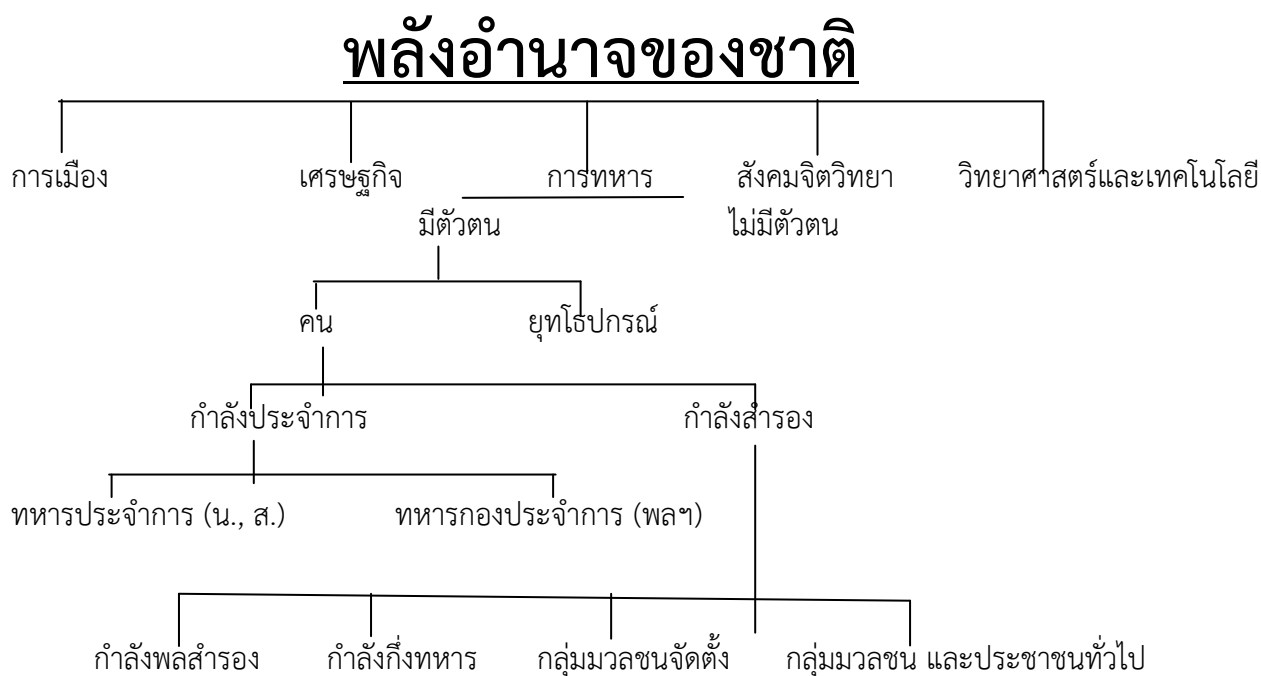 พลังอำนาจของชาติ
การเมือง เศรษฐกิจ การทหาร สังคมจิตวิทยา วิทยาศาสตร์และเทคโนโลยี
มีตัวตน ไม่มีตัวตน
คน ยุทโธปกรณ์
กำลังประจำการ กำลังสำรอง
ทหารประจำการ (น., ส.) ทหารกองประจำการ (พลฯ)
กำลังพลสำรอง กำลังกึ่งทหาร กลุ่มมวลชนจัดตั้ง กลุ่มมวลชน และประชาชนทั่วไป